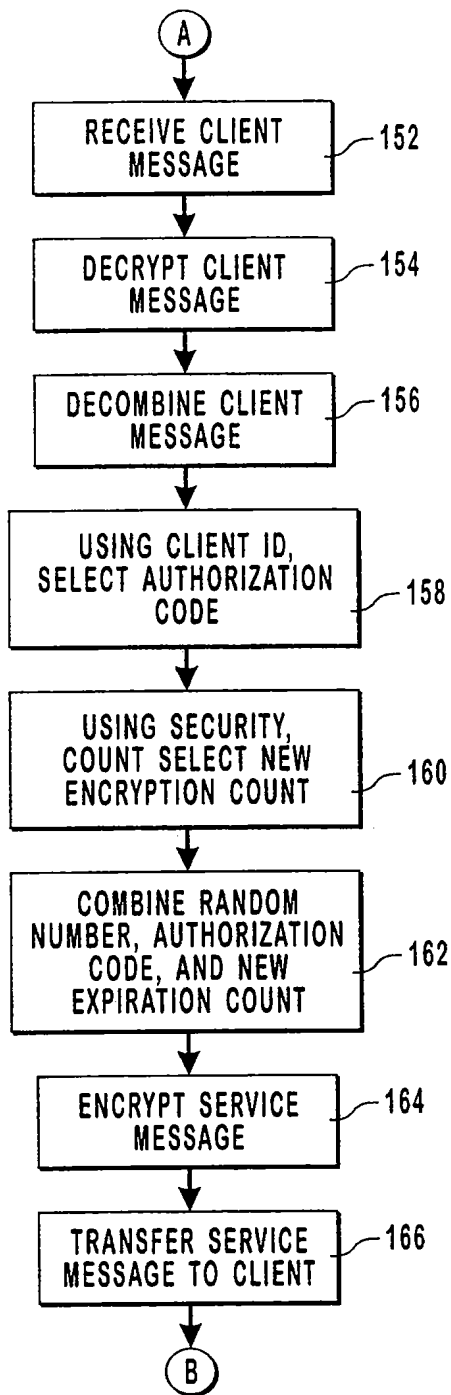 A
RECEIVE CLIENT
MESSAGE
152
DECRYPT CLIENT
MESSAGE
154
DECOMBINE CLIENT
MESSAGE
156
USING CLIENT ID,
SELECT AUTHORIZATION
CODE
158
USING SECURITY,
COUNT SELECT NEW
ENCRYPTION COUNT
160
COMBINE RANDOM
NUMBER, AUTHORIZATION
CODE, AND NEW
EXPIRATION COUNT
162
ENCRYPT SERVICE
MESSAGE
164
TRANSFER SERVICE
MESSAGE TO CLIENT
166
B